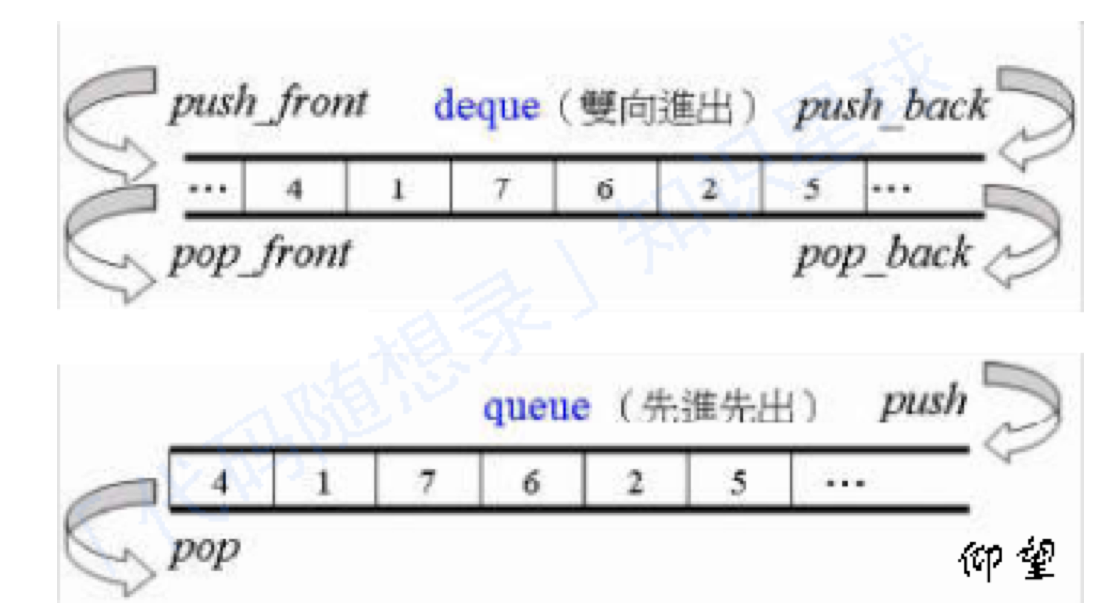 push_front deque（雙向進出） push_back
… 4 1 7 6 2 5 …
pop_front pop_back
queue （先進先出） push
4 1 7 6 2 5 …
pop
仰望
「代码随想录」知识星球